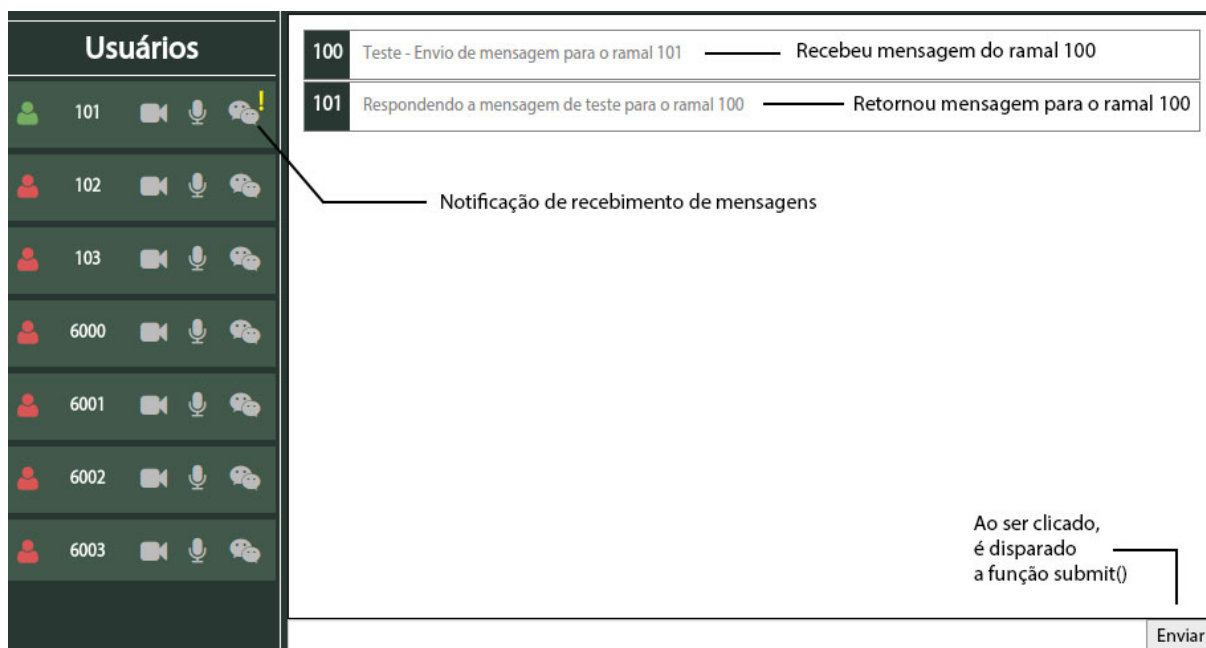 Usuários
101
!
102
103
6000
6001
6002
6003
100 Teste - Envio de mensagem para o ramal 101 Recebeu mensagem do ramal 100
101 Respondendo a mensagem de teste para o ramal 100 Retornou mensagem para o ramal 100
Notificação de recebimento de mensagens
Ao ser clicado,
é disparado
a função submit()
Enviar